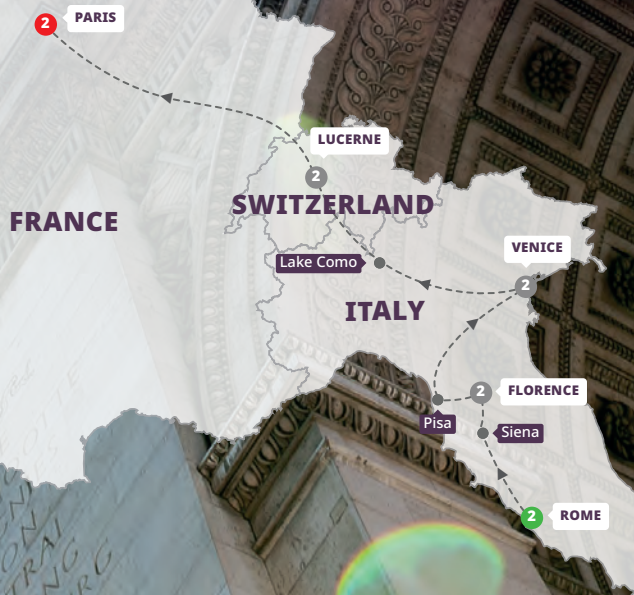 2 PARIS
LUCERNE
2
SWITZERLAND
FRANCE
VENICE
Lake Como
2
ITALY
2 FLORENCE
Pisa
Siena
2 ROME